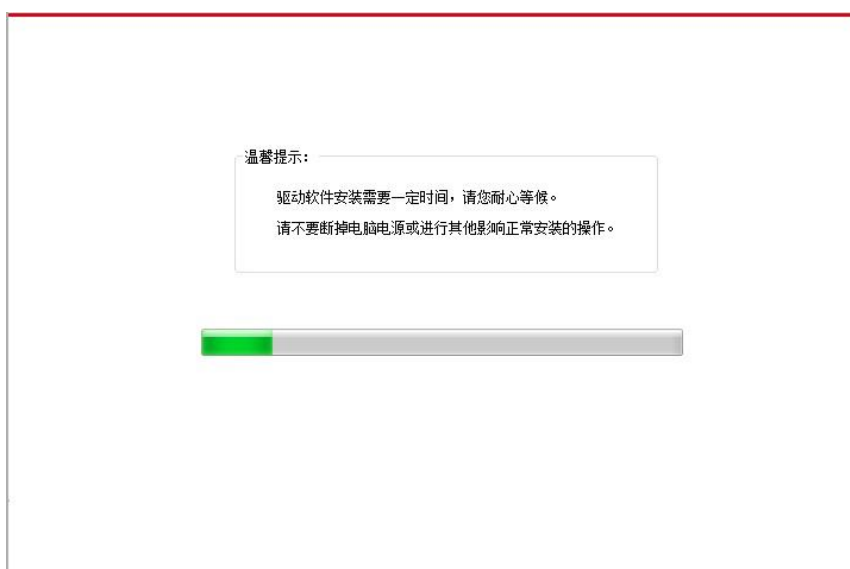 温馨提示：
驱动软件安装需要一定时间，请您耐心等候。
请不要断掉电脑电源或进行其他影响正常安装的操作。